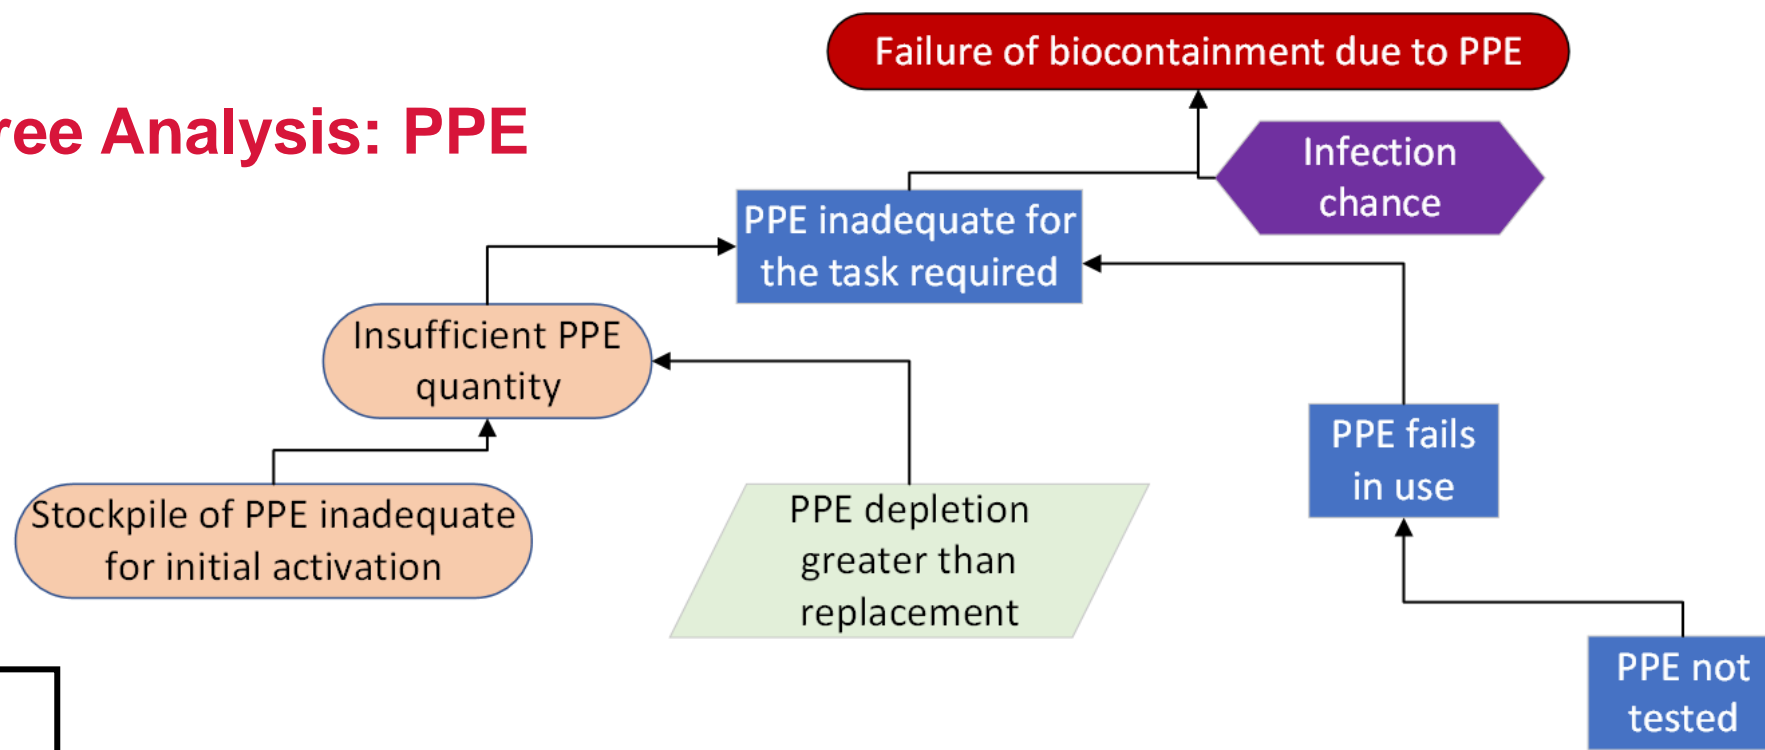 Failure of biocontainment due to PPE
ree Analysis: PPE
Infection
chance
PPE inadequate for
the task required
Insufficient PPE
quantity
PPE fails
in use
Stockpile of PPE inadequate
for initial activation
PPE depletion
greater than
replacement
PPE not
tested